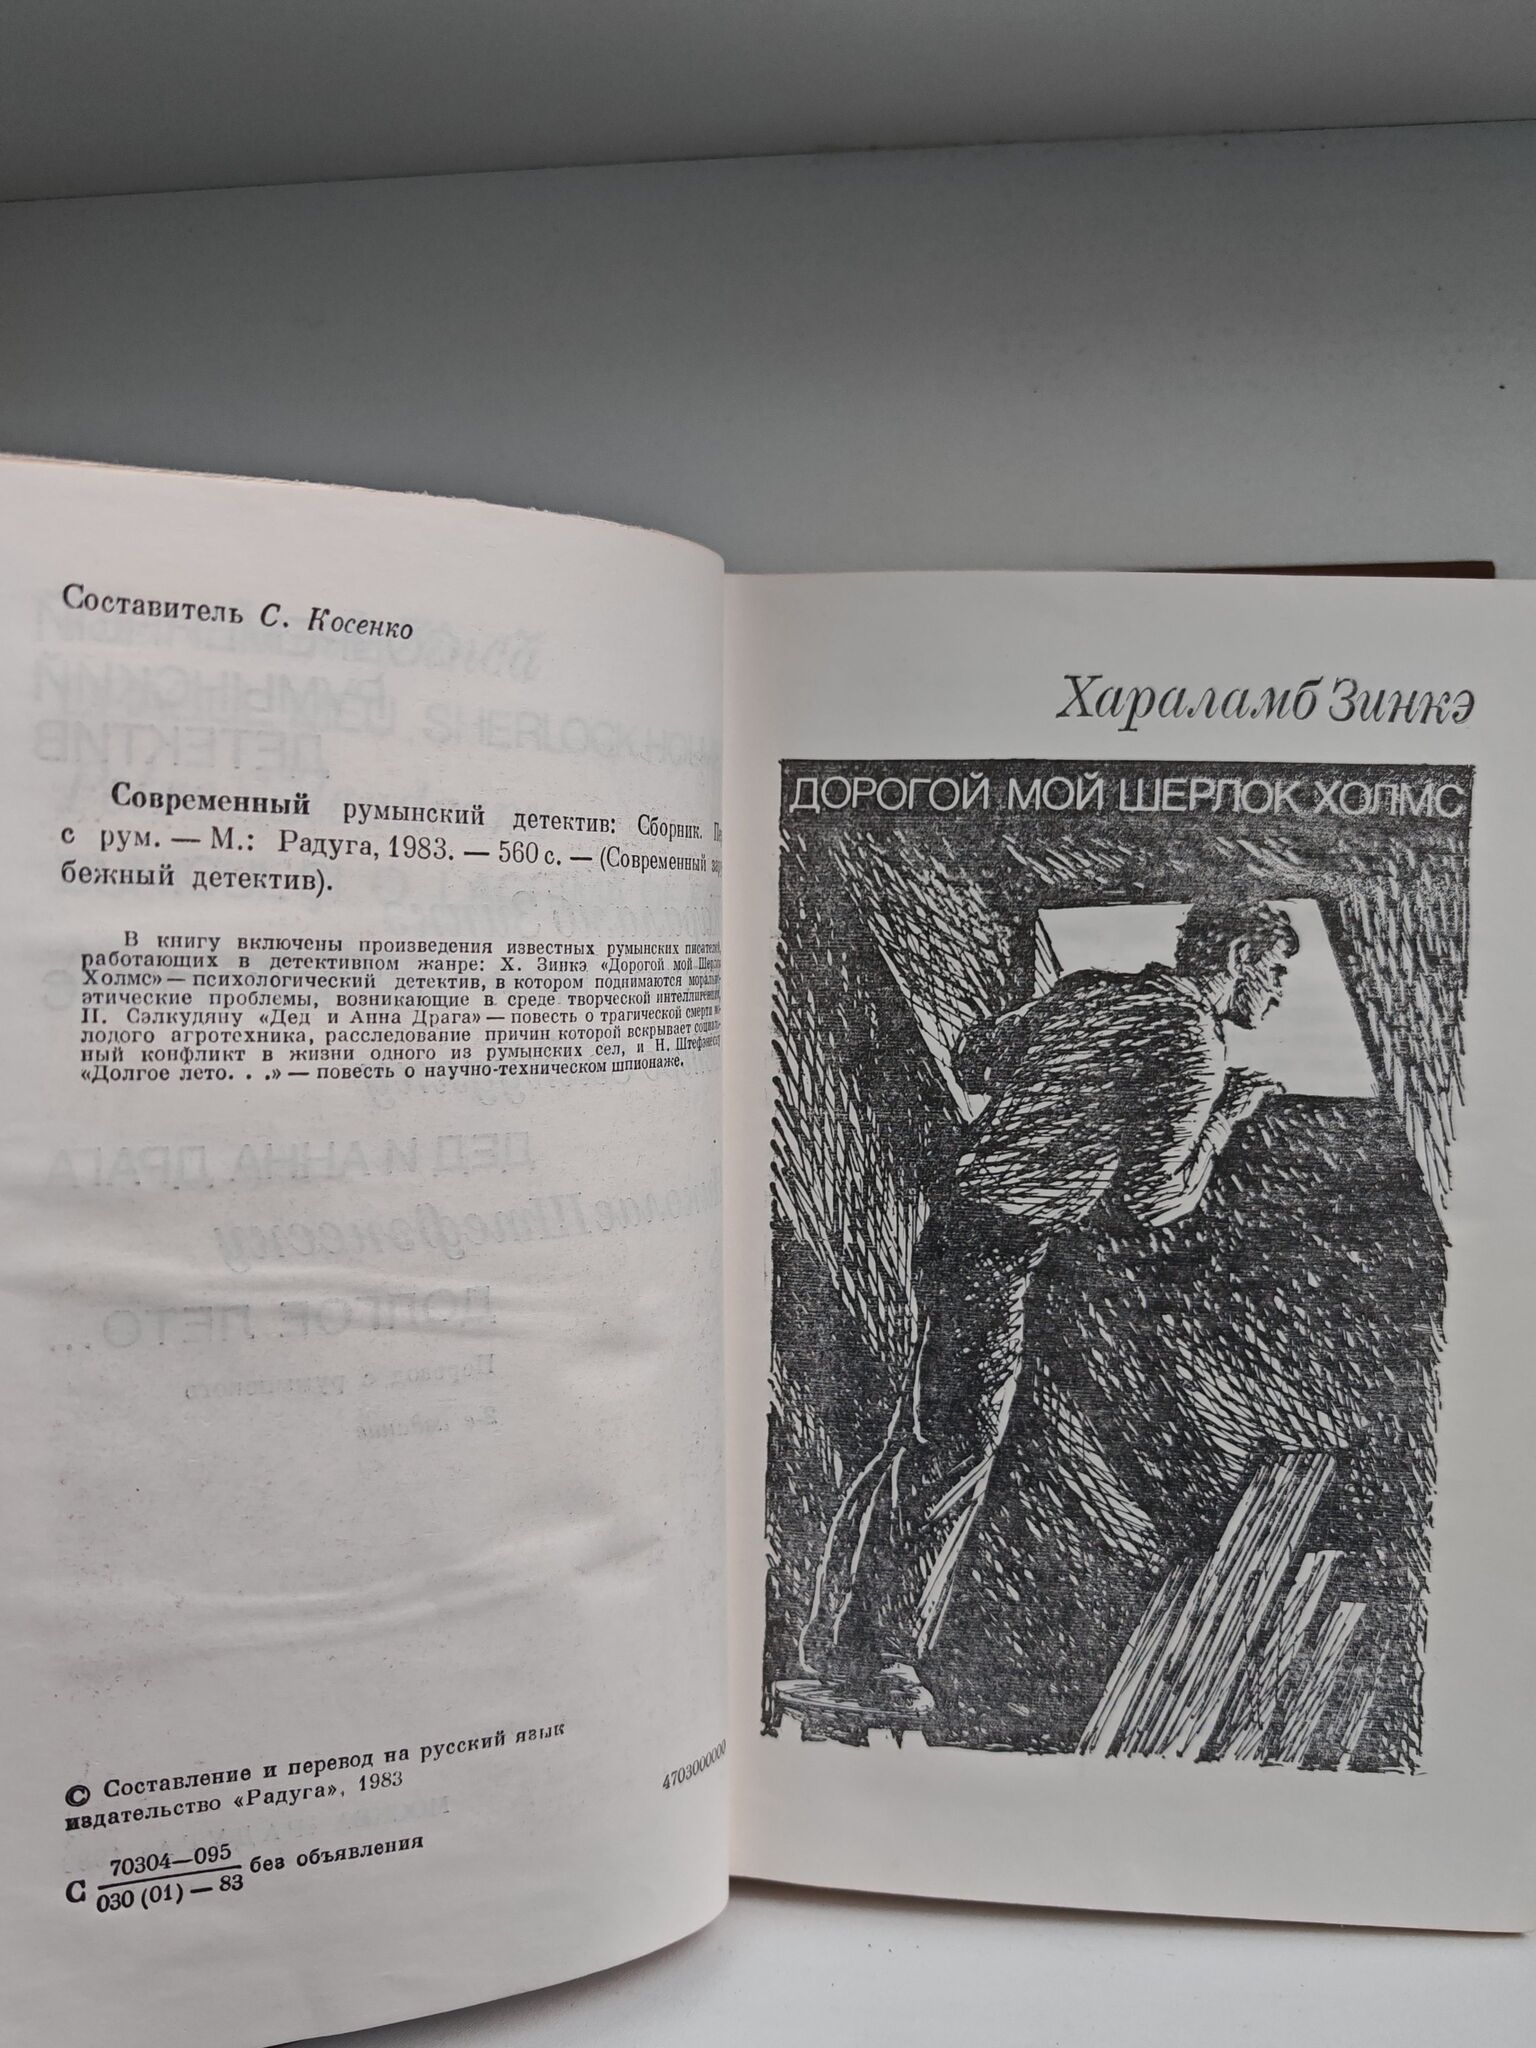 Составитель С. Косенко
Современный румынский детектив: Сборник.
с рум. — М.: Радуга, 1983. — 560 с. — (Современный
бежный детектив).
В книгу включены произведения известных румынских
работающих в детективном жанре: Х. Зинкэ «Дорогой мой
Холмс» — психологический детектив, в котором поднимаются
этические проблемы, возникающие в среде творческой
П. Сэлкудяну «Дед и Анна Драга» — повесть о трагической смерти
лодого агротехника, расследование причин которой вскрывает
ный конфликт в жизни одного из румынских сел, и Н.
«Долгое лето. . .» — повесть о научно-техническом шпионаже.
© Составление и перевод на русский язык
издательство «Радуга», 1983
4703000000
С 70304—095
030 (01) — 83 без объявления
Хараламб Зинкэ
ДОРОГОЙ МОЙ ШЕРЛОК ХОЛМС